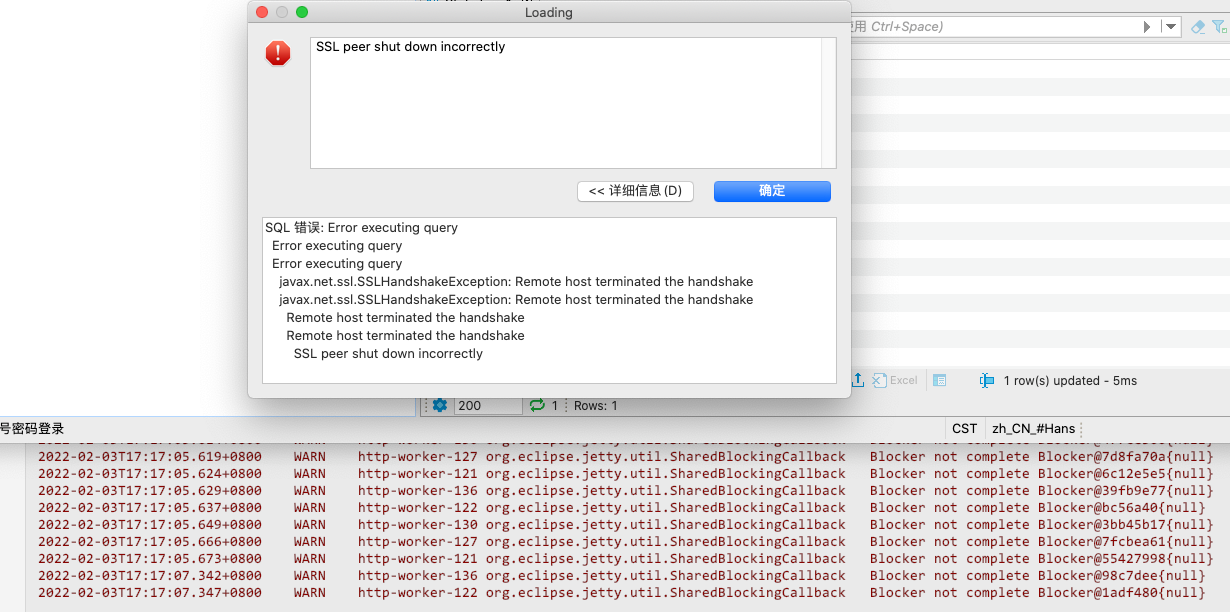 Loading
使用 Ctrl+Space)
SSL peer shut down incorrectly
<< 详细信息(D)
确定
SQL 错误: Error executing query
Error executing query
Error executing query
javax.net.ssl.SSLHandshakeException: Remote host terminated the handshake
javax.net.ssl.SSLHandshakeException: Remote host terminated the handshake
Remote host terminated the handshake
Remote host terminated the handshake
SSL peer shut down incorrectly
Excel
1 row(s) updated - 5ms
200
1
Rows: 1
号密码登录
CST
zh_CN_#Hans
2022-02-03T17:17:05.619+0800 WARN http-worker-127 org.eclipse.jetty.util.SharedBlockingCallback Blocker not complete Blocker@7d8fa70a{null}
2022-02-03T17:17:05.624+0800 WARN http-worker-121 org.eclipse.jetty.util.SharedBlockingCallback Blocker not complete Blocker@6c12e5e5{null}
2022-02-03T17:17:05.629+0800 WARN http-worker-136 org.eclipse.jetty.util.SharedBlockingCallback Blocker not complete Blocker@39fb9e77{null}
2022-02-03T17:17:05.637+0800 WARN http-worker-122 org.eclipse.jetty.util.SharedBlockingCallback Blocker not complete Blocker@bc56a40{null}
2022-02-03T17:17:05.649+0800 WARN http-worker-130 org.eclipse.jetty.util.SharedBlockingCallback Blocker not complete Blocker@3bb45b17{null}
2022-02-03T17:17:05.666+0800 WARN http-worker-127 org.eclipse.jetty.util.SharedBlockingCallback Blocker not complete Blocker@7fcbea61{null}
2022-02-03T17:17:05.673+0800 WARN http-worker-121 org.eclipse.jetty.util.SharedBlockingCallback Blocker not complete Blocker@55427998{null}
2022-02-03T17:17:07.342+0800 WARN http-worker-136 org.eclipse.jetty.util.SharedBlockingCallback Blocker not complete Blocker@98c7dee{null}
2022-02-03T17:17:07.347+0800 WARN http-worker-122 org.eclipse.jetty.util.SharedBlockingCallback Blocker not complete Blocker@1adf480{null}